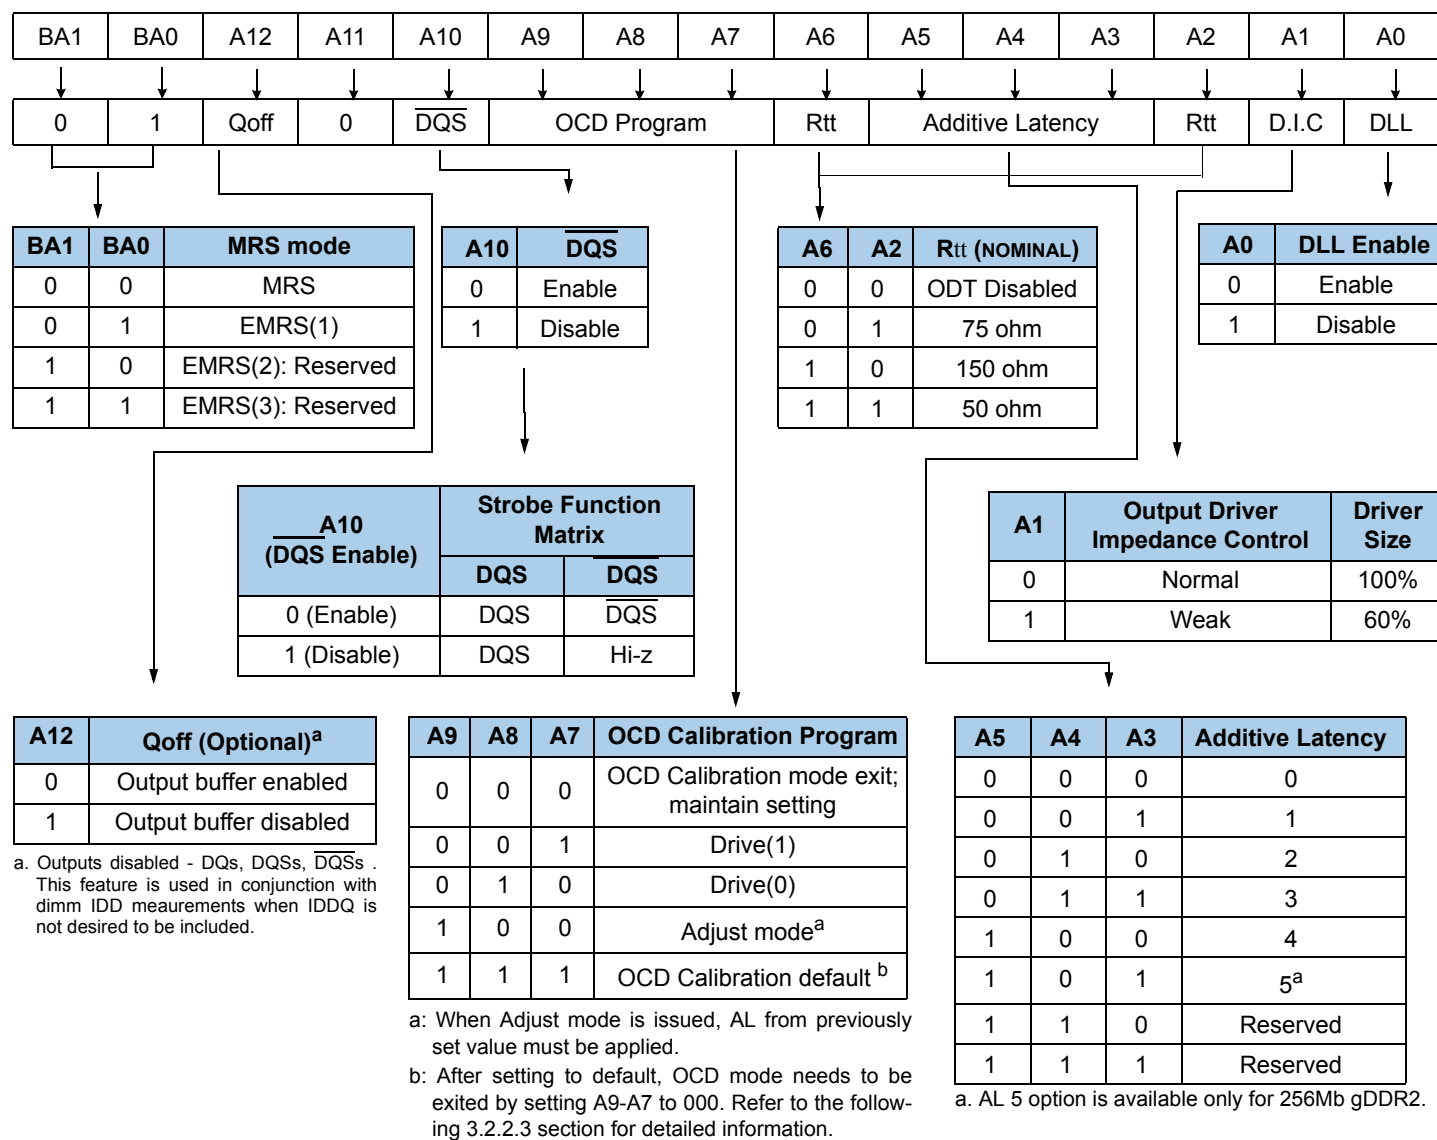 BA1 BA0 A12 A11 A10 A9 A8 A7 A6 A5 A4 A3 A2 A1 A0
0 1 Qoff 0 D̅Q̅S̅ OCD Program Rtt Additive Latency Rtt D.I.C DLL
BA1 BA0 MRS mode
0 0 MRS
0 1 EMRS(1)
1 0 EMRS(2): Reserved
1 1 EMRS(3): Reserved
A10 D̅Q̅S̅
0 Enable
1 Disable
A6 A2 Rtt (NOMINAL)
0 0 ODT Disabled
0 1 75 ohm
1 0 150 ohm
1 1 50 ohm
A0 DLL Enable
0 Enable
1 Disable
A10
(D̅Q̅S̅ Enable)
Strobe Function
Matrix
DQS D̅Q̅S̅
0 (Enable) DQS D̅Q̅S̅
1 (Disable) DQS Hi-z
A1 Output Driver Driver
Impedance Control Size
0 Normal 100%
1 Weak 60%
A12 Qoff (Optional)a
0 Output buffer enabled
1 Output buffer disabled
a. Outputs disabled - DQs, DQSs, D̅Q̅S̅s .
This feature is used in conjunction with
dimm IDD meaurements when IDDQ is
not desired to be included.
A9 A8 A7 OCD Calibration Program
0 0 0 OCD Calibration mode exit;
maintain setting
0 0 1 Drive(1)
0 1 0 Drive(0)
1 0 0 Adjust modea
1 1 1 OCD Calibration default b
a: When Adjust mode is issued, AL from previously
set value must be applied.
b: After setting to default, OCD mode needs to be
exited by setting A9-A7 to 000. Refer to the follow-
ing 3.2.2.3 section for detailed information.
A5 A4 A3 Additive Latency
0 0 0 0
0 0 1 1
0 1 0 2
0 1 1 3
1 0 0 4
1 0 1 5a
1 1 0 Reserved
1 1 1 Reserved
a. AL 5 option is available only for 256Mb gDDR2.